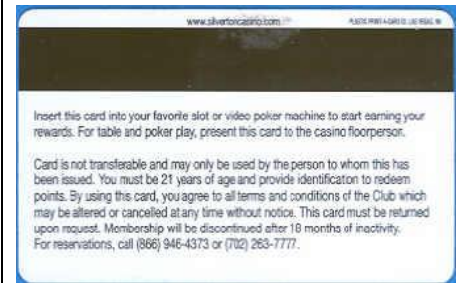 www.silvertoncasino.com
Insert this card into your favorite slot or video poker machine to start earning your
rewards. For table and poker play, present this card to the casino floorperson.
Card is not transferable and may only be used by the person to whom this has
been issued. You must be 21 years of age and provide identification to redeem
points. By using this card, you agree to all terms and conditions of the Club which
may be altered or cancelled at any time without notice. This card must be returned
upon request. Membership will be discontinued after 18 months of inactivity.
For reservations, call (866) 946-4373 or (702) 263-7777.